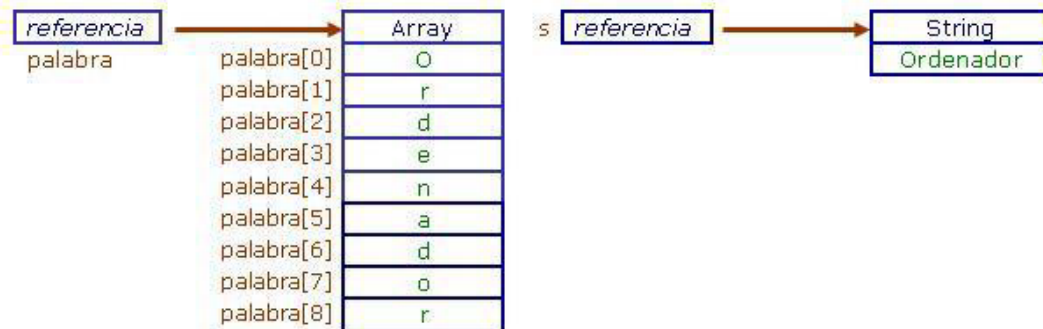 referencia Array s referencia String
palabra palabra[0] O Ordenador
palabra[1] r
palabra[2] d
palabra[3] e
palabra[4] n
palabra[5] a
palabra[6] d
palabra[7] o
palabra[8] r